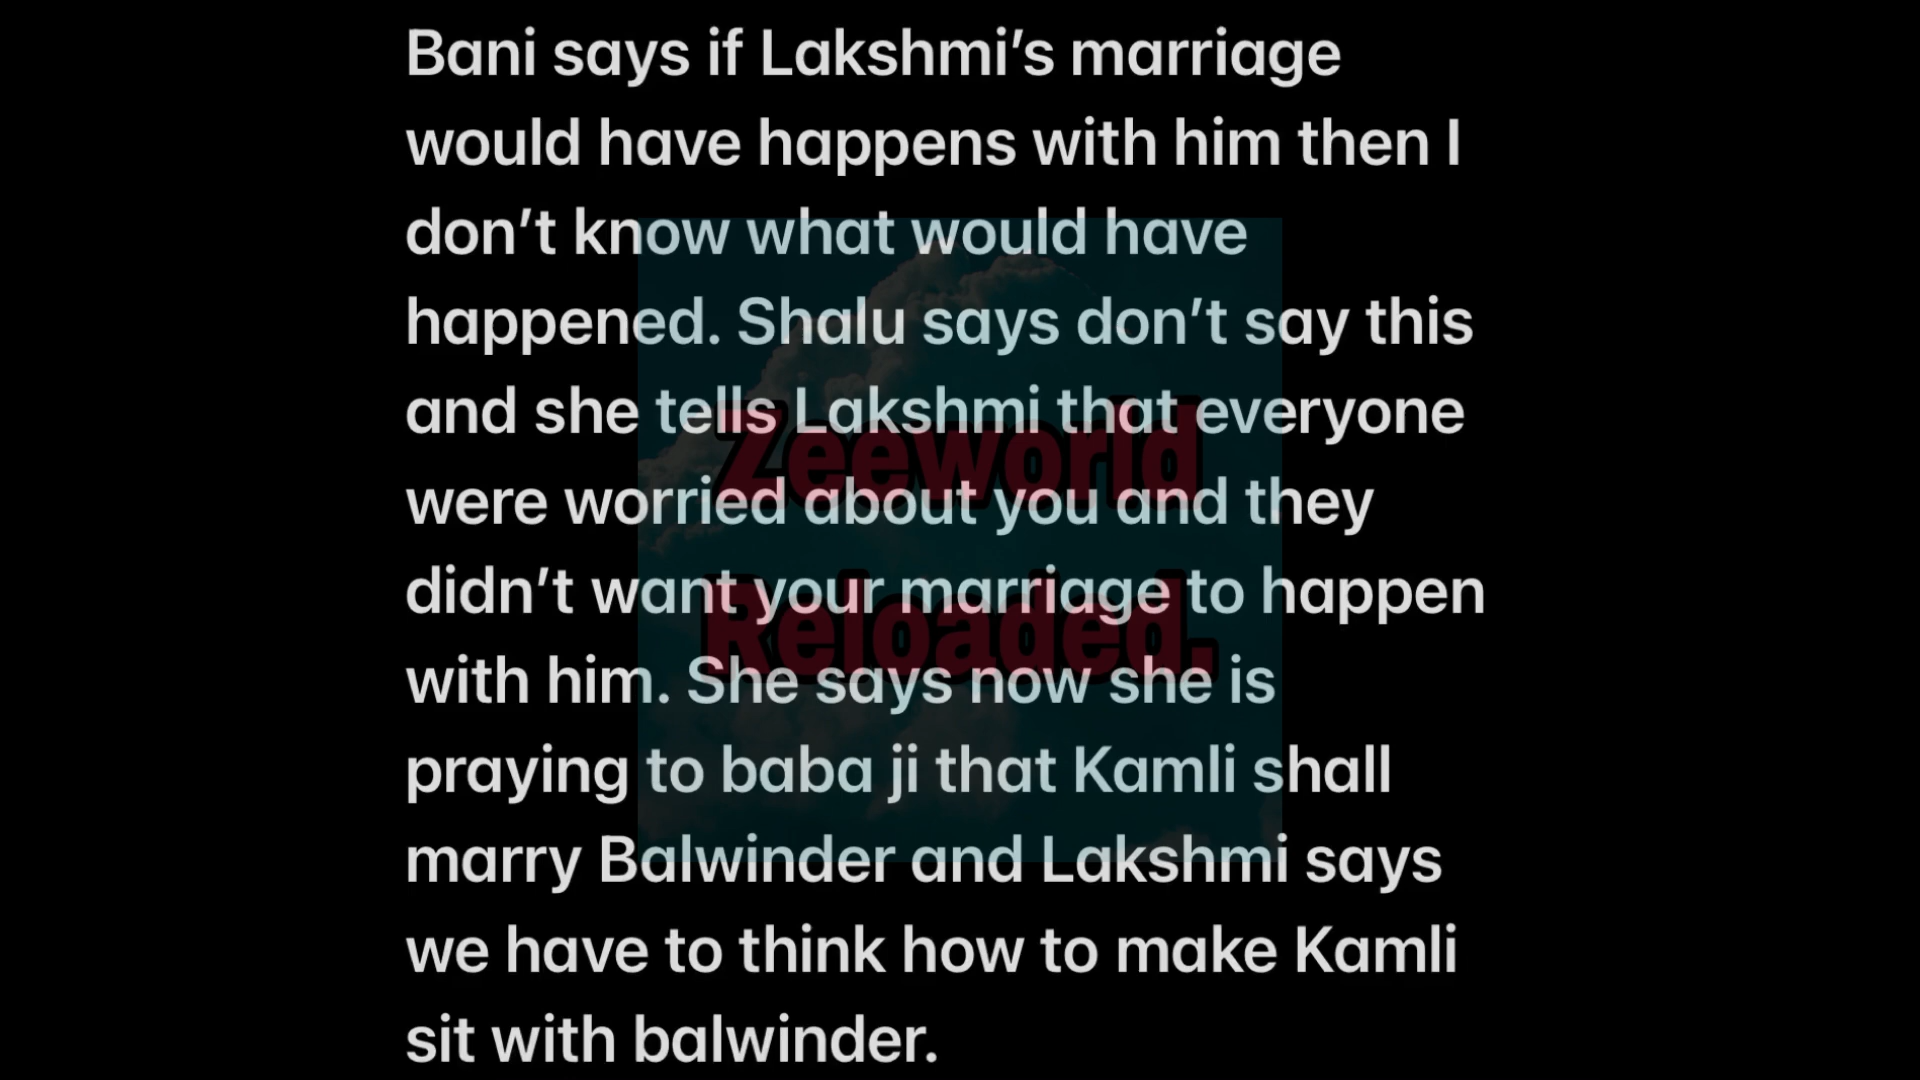 Bani says if Lakshmi’s marriage
would have happens with him then I
don’t know what would have
happened. Shalu says don’t say this
and she tells Lakshmi that everyone
were worried about you and they
didn’t want your marriage to happen
with him. She says now she is
praying to baba ji that Kamli shall
marry Balwinder and Lakshmi says
we have to think how to make Kamli
sit with balwinder.
Zeeworld
Reloaded.